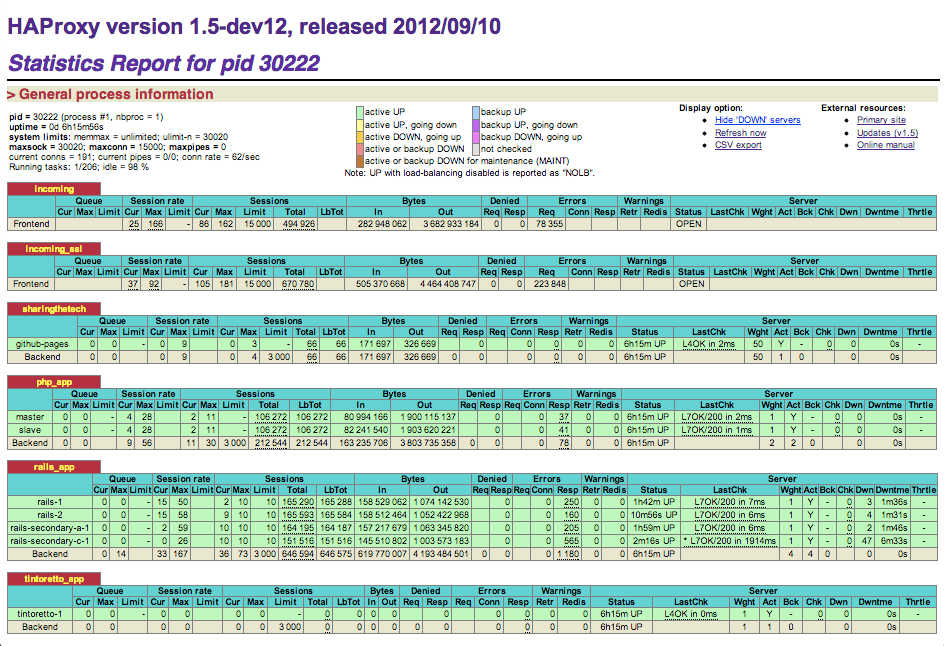 HAProxy version 1.5-dev12, released 2012/09/10
Statistics Report for pid 30222
> General process information
pid = 30222 (process #1, nbproc = 1)
uptime = 0d 6h15m56s
system limits: memmax = unlimited; ulimit-n = 30020
maxsock = 30020; maxconn = 15000; maxpipes = 0
current conns = 191; current pipes = 0/0; conn rate = 62/sec
Running tasks: 1/206; idle = 98 %
active UP backup UP
active UP, going down backup UP, going down
active DOWN, going up backup DOWN, going up
active or backup DOWN not checked
active or backup DOWN for maintenance (MAINT)
Note: UP with load-balancing disabled is reported as "NOLB".
Display option:
Hide 'DOWN' servers
Refresh now
CSV export
External resources:
Primary site
Updates (v1.5)
Online manual
incoming
Queue Session rate Sessions Bytes Denied Errors Warnings Server
Cur Max Limit Cur Max Limit Cur Max Limit Total LbTot In Out Req Resp Req Conn Resp Retr Redis Status LastChk Wght Act Bck Chk Dwn Dwntme Thrtle
Frontend 25 166 - 86 162 15 000 494 926 282 948 062 3 682 933 184 0 0 78 355 OPEN
incoming_ssl
Queue Session rate Sessions Bytes Denied Errors Warnings Server
Cur Max Limit Cur Max Limit Cur Max Limit Total LbTot In Out Req Resp Req Conn Resp Retr Redis Status LastChk Wght Act Bck Chk Dwn Dwntme Thrtle
Frontend 37 92 - 105 181 15 000 670 780 505 370 668 4 464 408 747 0 0 223 848 OPEN
sharingthetech
Queue Session rate Sessions Bytes Denied Errors Warnings Server
Cur Max Limit Cur Max Limit Cur Max Limit Total LbTot In Out Req Resp Req Conn Resp Retr Redis Status LastChk Wght Act Bck Chk Dwn Dwntme Thrtle
github-pages 0 0 - 0 9 0 3 - 66 66 171 697 326 669 0 0 0 0 0 6h15m UP L4OK in 2ms 50 Y - 0 0 0s -
Backend 0 0 0 9 0 4 3 000 66 66 171 697 326 669 0 0 0 0 0 0 6h15m UP 50 1 0 0 0s
php_app
Queue Session rate Sessions Bytes Denied Errors Warnings Server
Cur Max Limit Cur Max Limit Cur Max Limit Total LbTot In Out Req Resp Req Conn Resp Retr Redis Status LastChk Wght Act Bck Chk Dwn Dwntme Thrtle
master 0 0 - 4 28 2 11 - 106 272 106 272 80 994 166 1 900 115 137 0 0 37 0 0 6h15m UP L7OK/200 in 2ms 1 Y - 0 0 0s -
slave 0 0 - 4 28 2 11 - 106 272 106 272 82 241 540 1 903 620 221 0 0 41 0 0 6h15m UP L7OK/200 in 1ms 1 Y - 0 0 0s -
Backend 0 0 9 56 11 30 3 000 212 544 212 544 163 235 706 3 803 735 358 0 0 0 78 0 0 6h15m UP 2 2 0 0 0s
rails_app
Queue Session rate Sessions Bytes Denied Errors Warnings Server
Cur Max Limit Cur Max Limit Cur Max Limit Total LbTot In Out Req Resp Req Conn Resp Retr Redis Status LastChk Wght Act Bck Chk Dwn Dwntme Thrtle
rails-1 0 0 - 15 50 2 10 10 165 290 165 288 158 529 062 1 074 142 530 0 0 250 0 0 1h42m UP L7OK/200 in 7ms 1 Y - 0 3 1m36s -
rails-2 0 0 - 15 58 9 10 10 165 593 165 584 158 512 464 1 052 422 968 0 0 160 0 0 10m56s UP L7OK/200 in 6ms 1 Y - 0 4 1m31s -
rails-secondary-a-1 0 0 - 2 59 10 10 10 164 195 164 187 157 217 679 1 063 345 820 0 0 205 0 0 1h59m UP L7OK/200 in 6ms 1 Y - 0 2 1m46s -
rails-secondary-c-1 0 0 - 0 26 10 10 10 151 516 151 516 145 510 802 1 003 573 183 0 0 565 0 0 2m16s UP * L7OK/200 in 1914ms 1 Y - 0 47 6m33s -
Backend 0 14 33 167 36 73 3 000 646 594 646 575 619 770 007 4 193 484 501 0 0 0 1 180 0 0 6h15m UP 4 4 0 0 0s
tintoretto_app
Queue Session rate Sessions Bytes Denied Errors Warnings Server
Cur Max Limit Cur Max Limit Cur Max Limit Total LbTot In Out Req Resp Req Conn Resp Retr Redis Status LastChk Wght Act Bck Chk Dwn Dwntme Thrtle
tintoretto-1 0 0 - 0 0 0 0 - 0 0 0 0 0 0 0 0 0 6h15m UP L4OK in 0ms 1 Y - 0 0 0s -
Backend 0 0 0 0 0 0 3 000 0 0 0 0 0 0 0 0 0 0 6h15m UP 1 1 0 0 0s